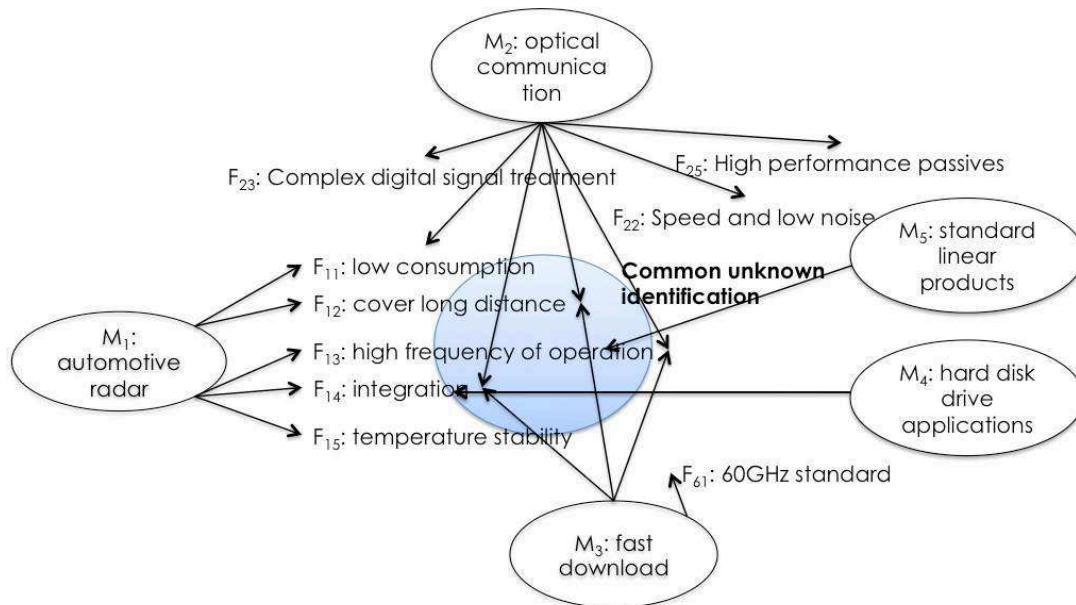 M₂: optical
communica
tion
F₂₅: High performance passives
F₂₃: Complex digital signal treatment
F₂₂: Speed and low noise
M₅: standard
linear
products
F₁₁: low consumption
Common unknown
identification
F₁₂: cover long distance
M₁:
automotive
radar
F₁₃: high frequency of operation
F₁₄: integration
M₄: hard disk
drive
applications
F₁₅: temperature stability
F₆₁: 60GHz standard
M₃: fast
download